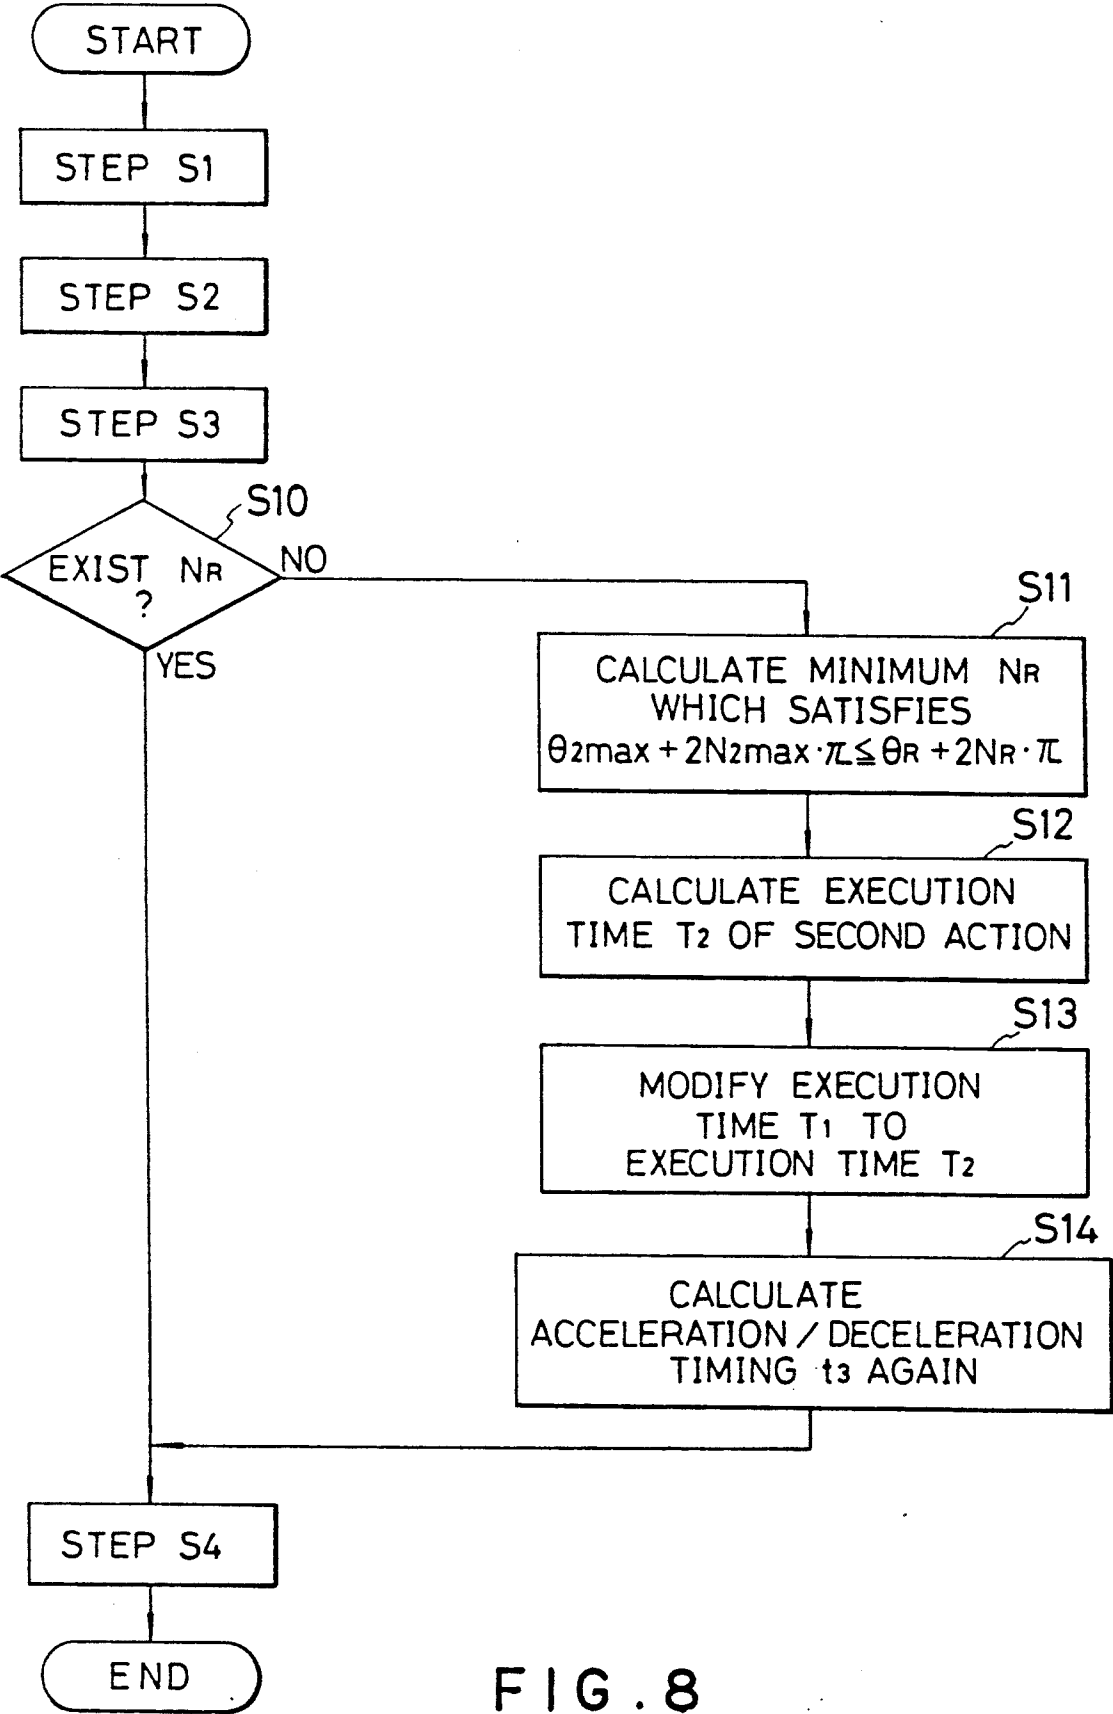 START
STEP S1
STEP S2
STEP S3
S10
EXIST NR
?
NO
YES
S11
CALCULATE MINIMUM NR
WHICH SATISFIES
θ2max + 2N2max·π ≦ θR + 2NR·π
S12
CALCULATE EXECUTION
TIME T2 OF SECOND ACTION
S13
MODIFY EXECUTION
TIME T1 TO
EXECUTION TIME T2
S14
CALCULATE
ACCELERATION / DECELERATION
TIMING t3 AGAIN
STEP S4
END
FIG. 8